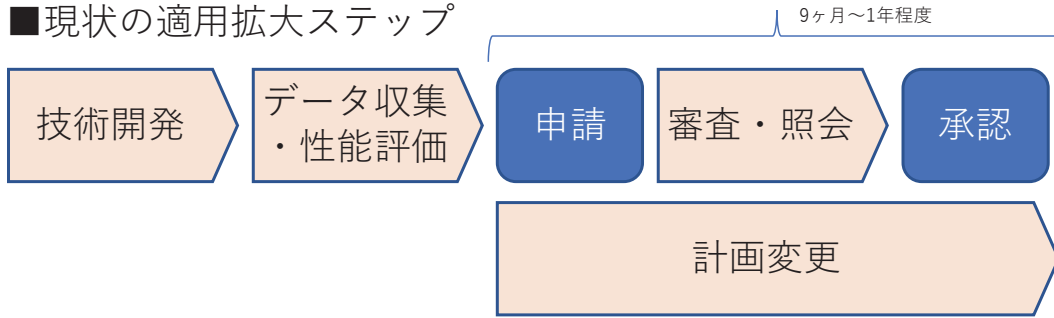 ■現状の適用拡大ステップ
9ヶ月～1年程度
技術開発
データ収集
・性能評価
申請
審査・照会
承認
計画変更